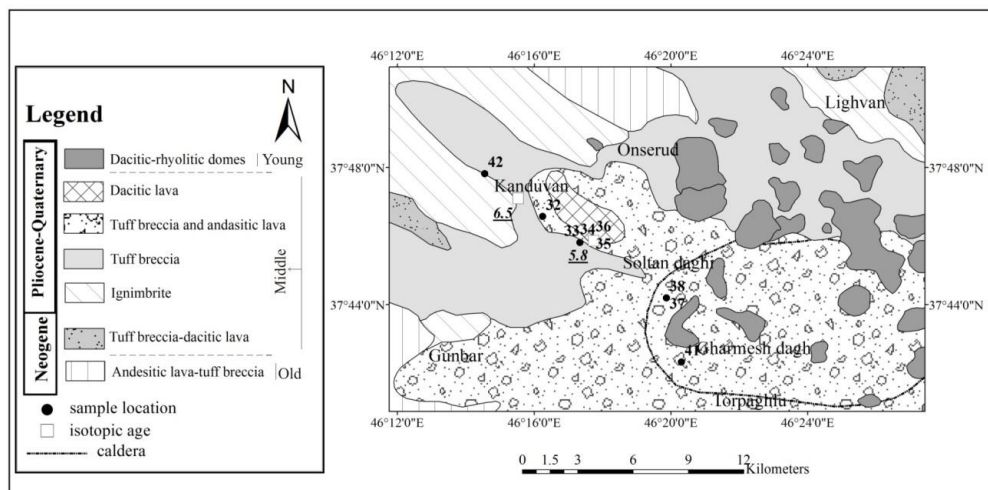 Legend
N
Pliocene-Quaternary
Neogene
Dacitic-rhyolitic domes
Young
Dacitic lava
Tuff breccia and andasitic lava
Tuff breccia
Ignimbrite
Middle
Tuff breccia-dacitic lava
Andesitic lava-tuff breccia
Old
sample location
isotopic age
caldera
46°12'0"E 46°16'0"E 46°20'0"E 46°24'0"E
Lighvan
Onserud
37°48'0"N 37°48'0"N
42
Kanduvan
6.5
32
33 34 36
35
5.8
Soltan daghi
38
37
37°44'0"N 37°44'0"N
Gunbar
41
Gharmesh dagh
Torpaghlu
46°12'0"E 46°16'0"E 46°20'0"E 46°24'0"E
0 1.5 3 6 9 12
Kilometers